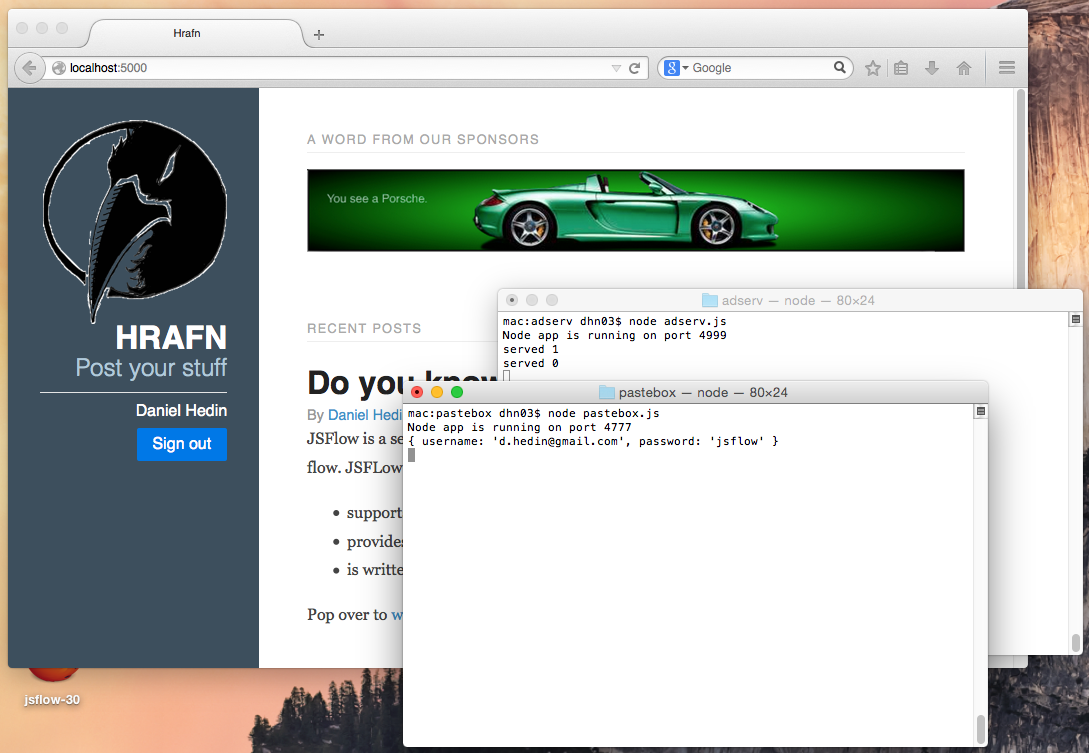 Hrafn
localhost:5000
Google
HRAFN
Post your stuff
Daniel Hedin
Sign out
A WORD FROM OUR SPONSORS
You see a Porsche.
RECENT POSTS
Do you know
By Daniel Hedi
JSFlow is a se
flow. JSFLow
• support
• provides
• is writte
Pop over to w
adserv — node — 80×24
mac:adserv dhn03$ node adserv.js
Node app is running on port 4999
served 1
served 0
pastebox — node — 80×24
mac:pastebox dhn03$ node pastebox.js
Node app is running on port 4777
{ username: 'd.hedin@gmail.com', password: 'jsflow' }
jsflow-30